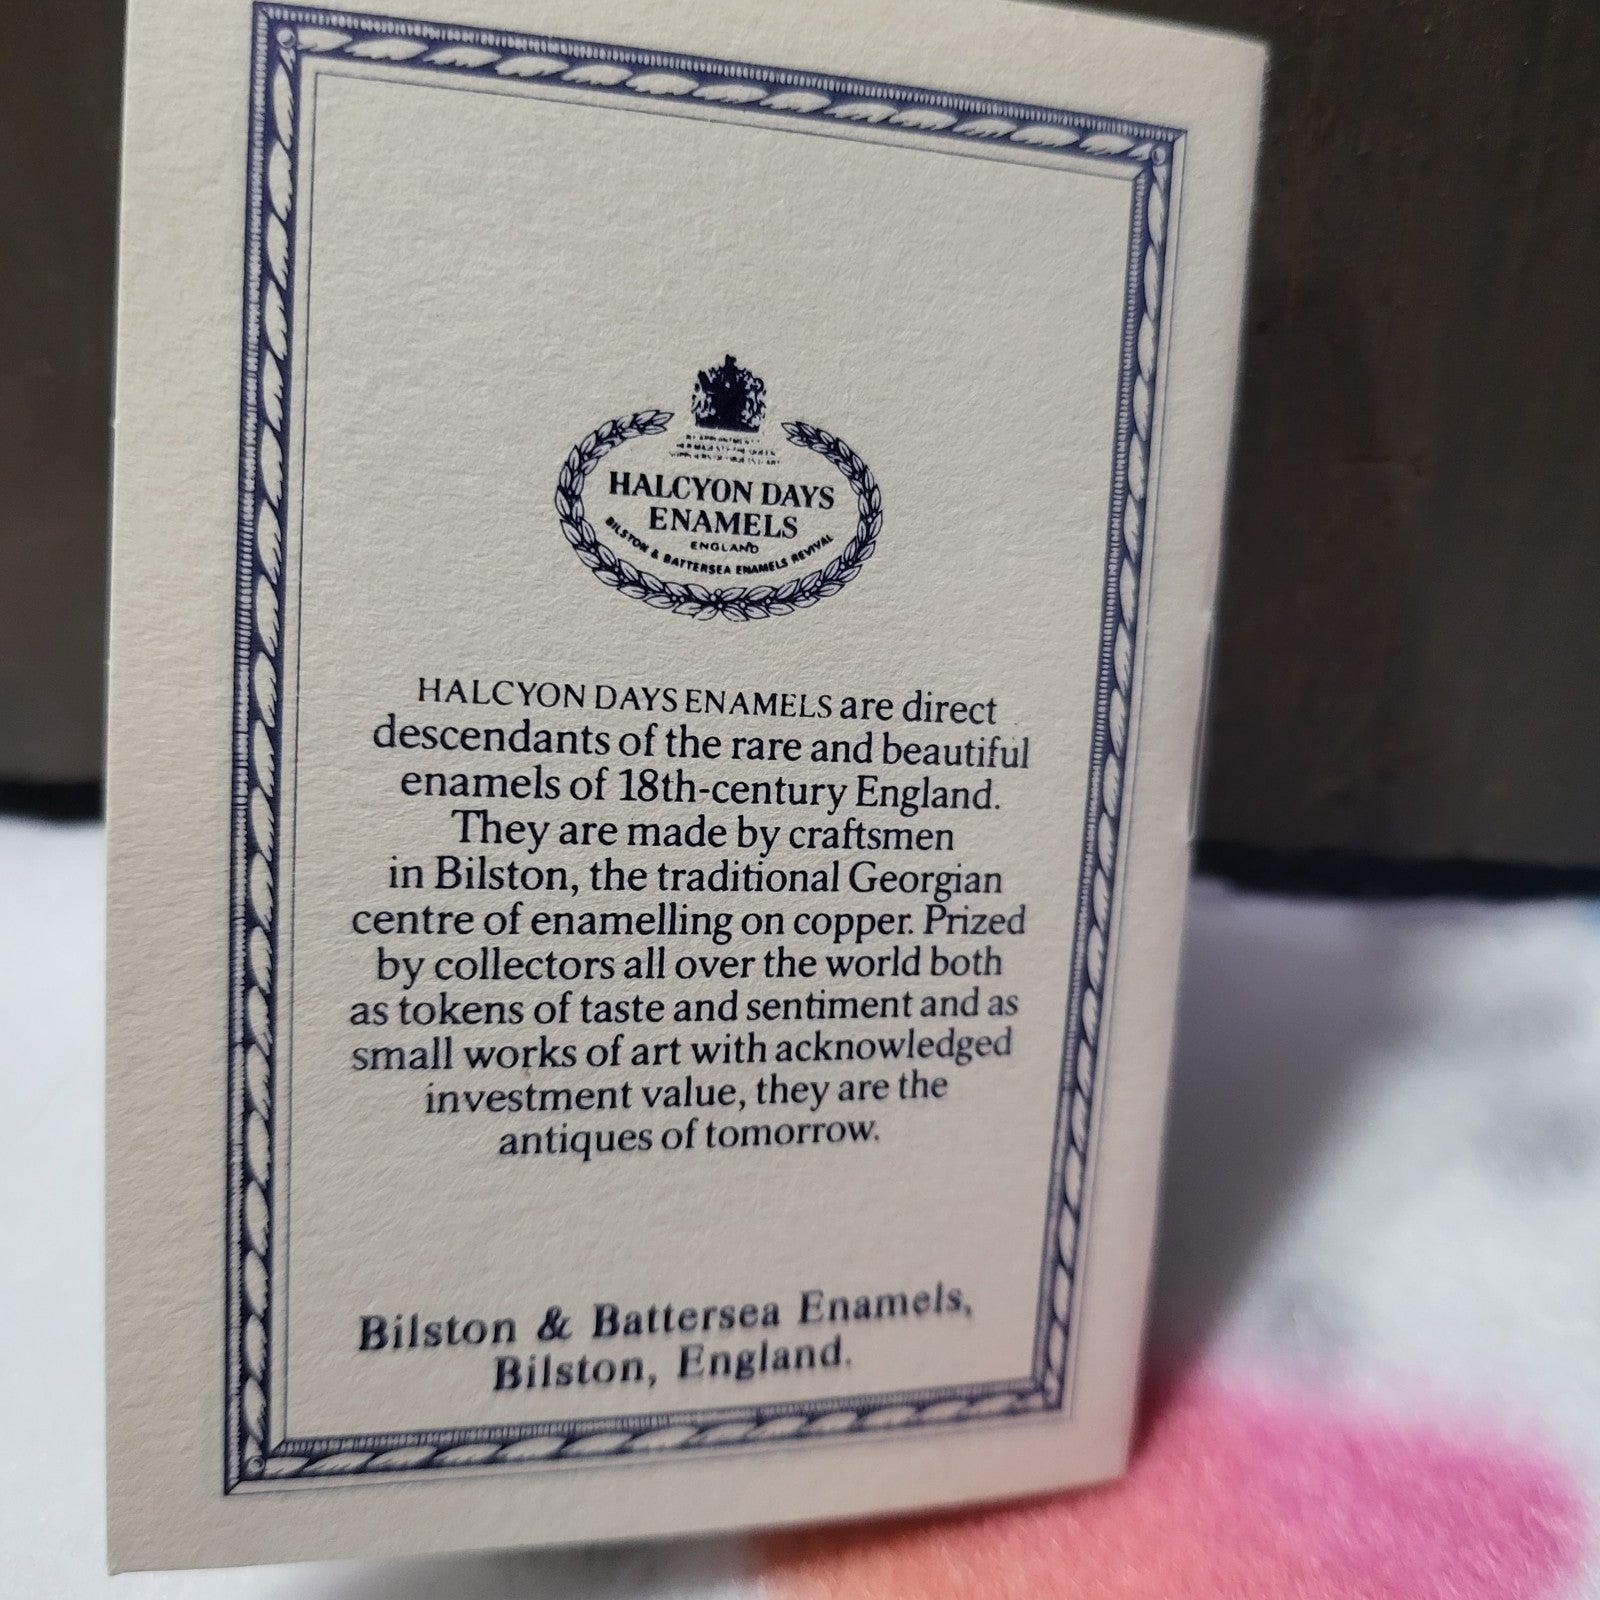 BY APPOINTMENT
HALCYON DAYS
ENAMELS
ENGLAND
BILSTON & BATTERSEA ENAMELS REVIVAL
HALCYON DAYS ENAMELS are direct
descendants of the rare and beautiful
enamels of 18th-century England.
They are made by craftsmen
in Bilston, the traditional Georgian
centre of enamelling on copper. Prized
by collectors all over the world both
as tokens of taste and sentiment and as
small works of art with acknowledged
investment value, they are the
antiques of tomorrow.
Bilston & Battersea Enamels,
Bilston, England.